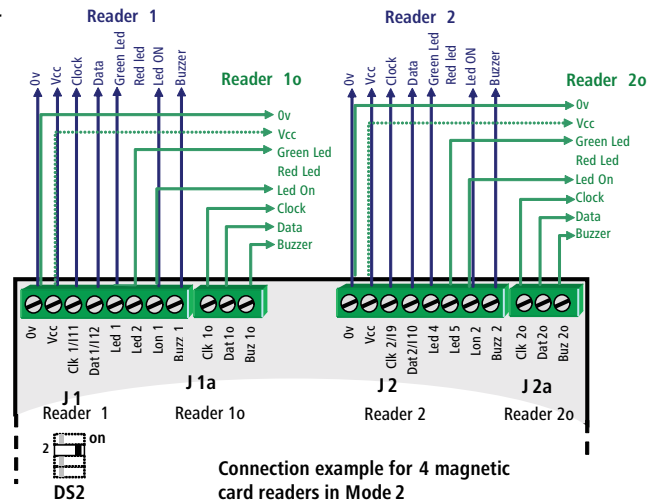 Reader 1
Reader 2
0v
Vcc
Clock
Data
Green Led
Red led
Led ON
Buzzer
0v
Vcc
Clock
Data
Green Led
Red led
Led ON
Buzzer
Reader 1o
0v
Vcc
Green Led
Red Led
Led On
Clock
Data
Buzzer
Reader 2o
0v
Vcc
Green Led
Red Led
Led On
Clock
Data
Buzzer
0v
Vcc
Clk 1/I11
Dat 1/I12
Led 1
Led 2
Lon 1
Buzz 1
Clk 1o
Dat 1o
Buz 1o
0v
Vcc
Clk 2/I9
Dat 2/I10
Led 4
Led 5
Lon 2
Buzz 2
Clk 2o
Dat 2o
Buz 2o
J 1
J 1a
J 2
J 2a
Reader 1
Reader 1o
Reader 2
Reader 2o
on
2
DS2
Connection example for 4 magnetic
card readers in Mode 2